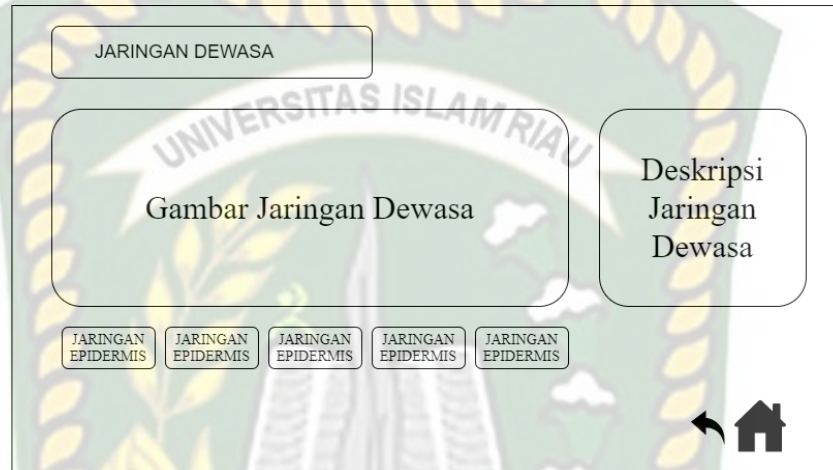 JARINGAN DEWASA
UNIVERSITAS ISLAM RIAU
Gambar Jaringan Dewasa
Deskripsi
Jaringan
Dewasa
JARINGAN
EPIDERMIS
JARINGAN
EPIDERMIS
JARINGAN
EPIDERMIS
JARINGAN
EPIDERMIS
JARINGAN
EPIDERMIS